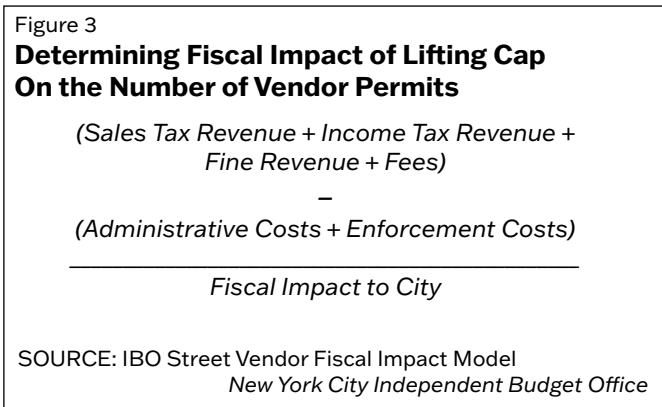 Figure 3
Determining Fiscal Impact of Lifting Cap
On the Number of Vendor Permits
(Sales Tax Revenue + Income Tax Revenue +
Fine Revenue + Fees)
–
(Administrative Costs + Enforcement Costs)
Fiscal Impact to City
SOURCE: IBO Street Vendor Fiscal Impact Model
New York City Independent Budget Office